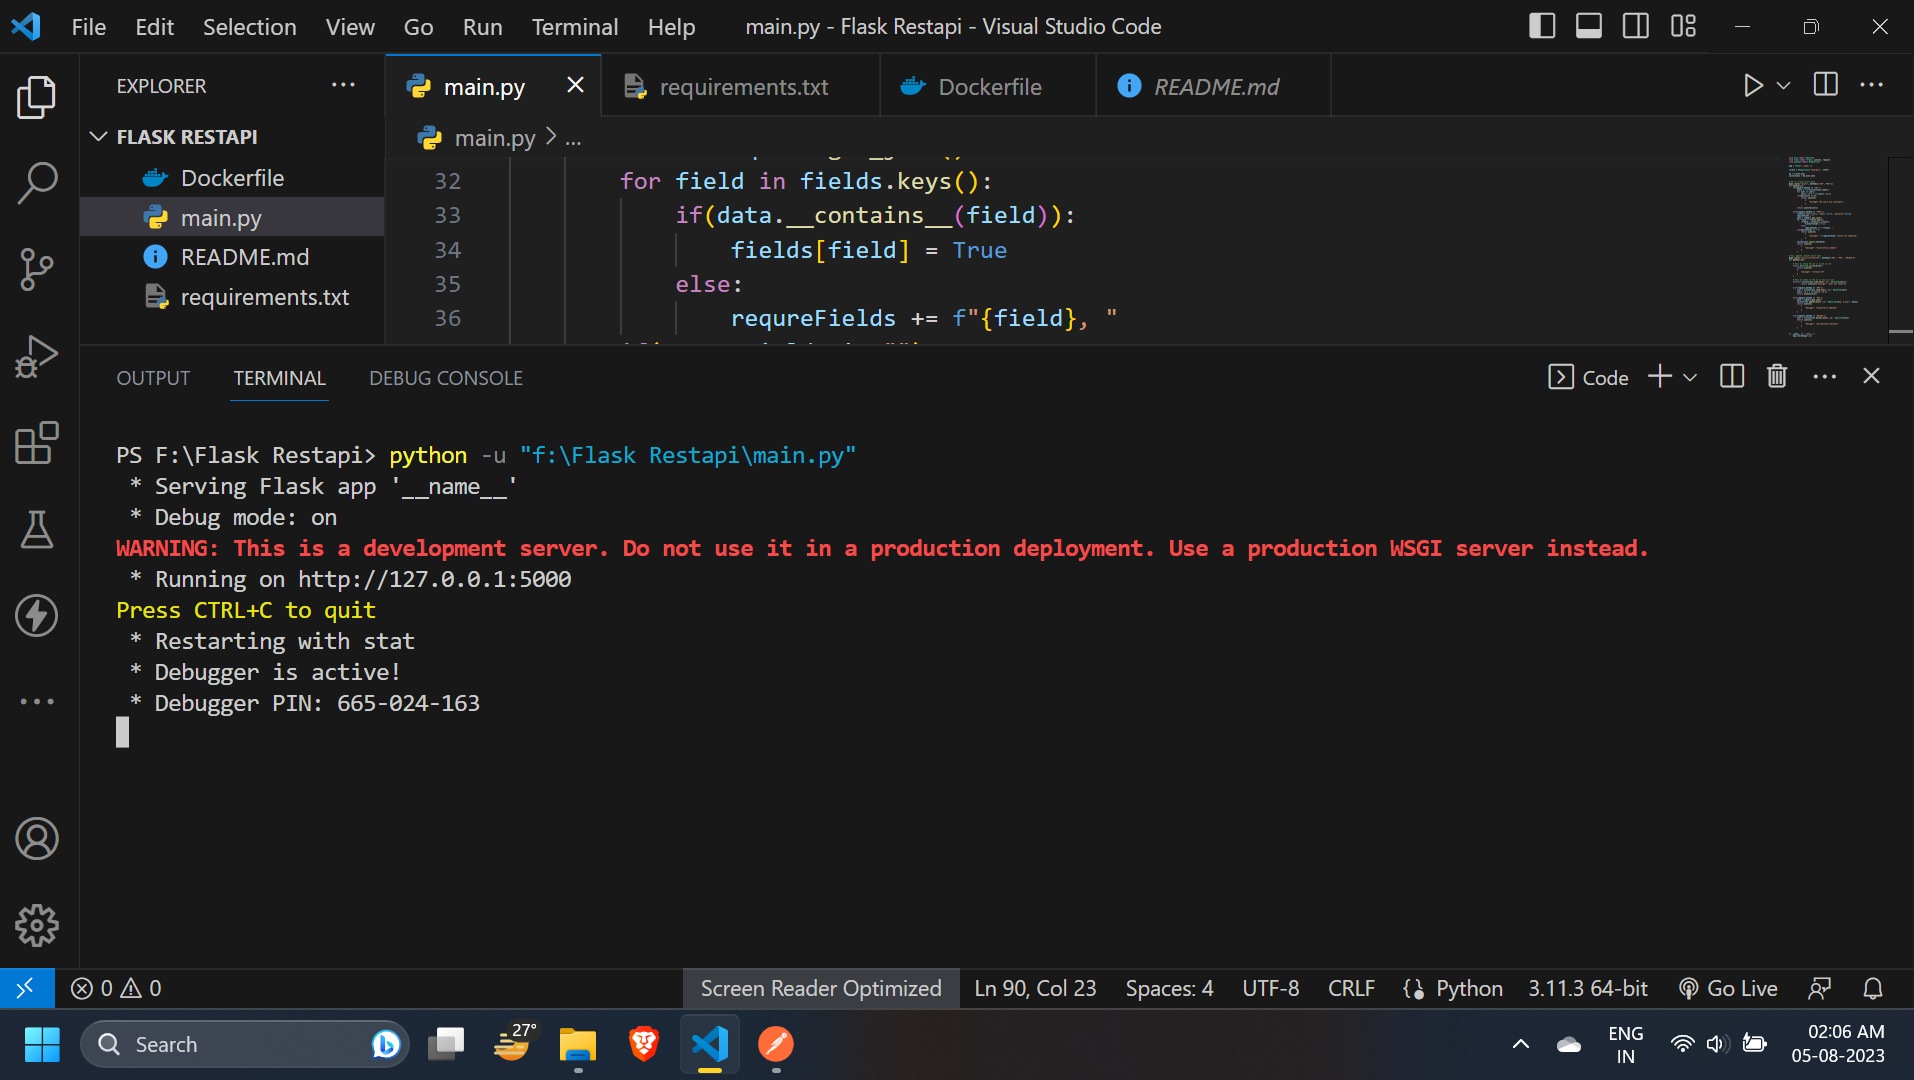 File Edit Selection View Go Run Terminal Help main.py - Flask Restapi - Visual Studio Code
EXPLORER
main.py requirements.txt Dockerfile README.md
FLASK RESTAPI
main.py > ...
Dockerfile
main.py
README.md
requirements.txt
32 for field in fields.keys():
33 if(data.__contains__(field)):
34 fields[field] = True
35 else:
36 requreFields += f"{field}, "
OUTPUT TERMINAL DEBUG CONSOLE Code
PS F:\Flask Restapi> python -u "f:\Flask Restapi\main.py"
* Serving Flask app '__name__'
* Debug mode: on
WARNING: This is a development server. Do not use it in a production deployment. Use a production WSGI server instead.
* Running on http://127.0.0.1:5000
Press CTRL+C to quit
* Restarting with stat
* Debugger is active!
* Debugger PIN: 665-024-163
0 0 Screen Reader Optimized Ln 90, Col 23 Spaces: 4 UTF-8 CRLF Python 3.11.3 64-bit Go Live
Search 27°
ENG
IN
02:06 AM
05-08-2023